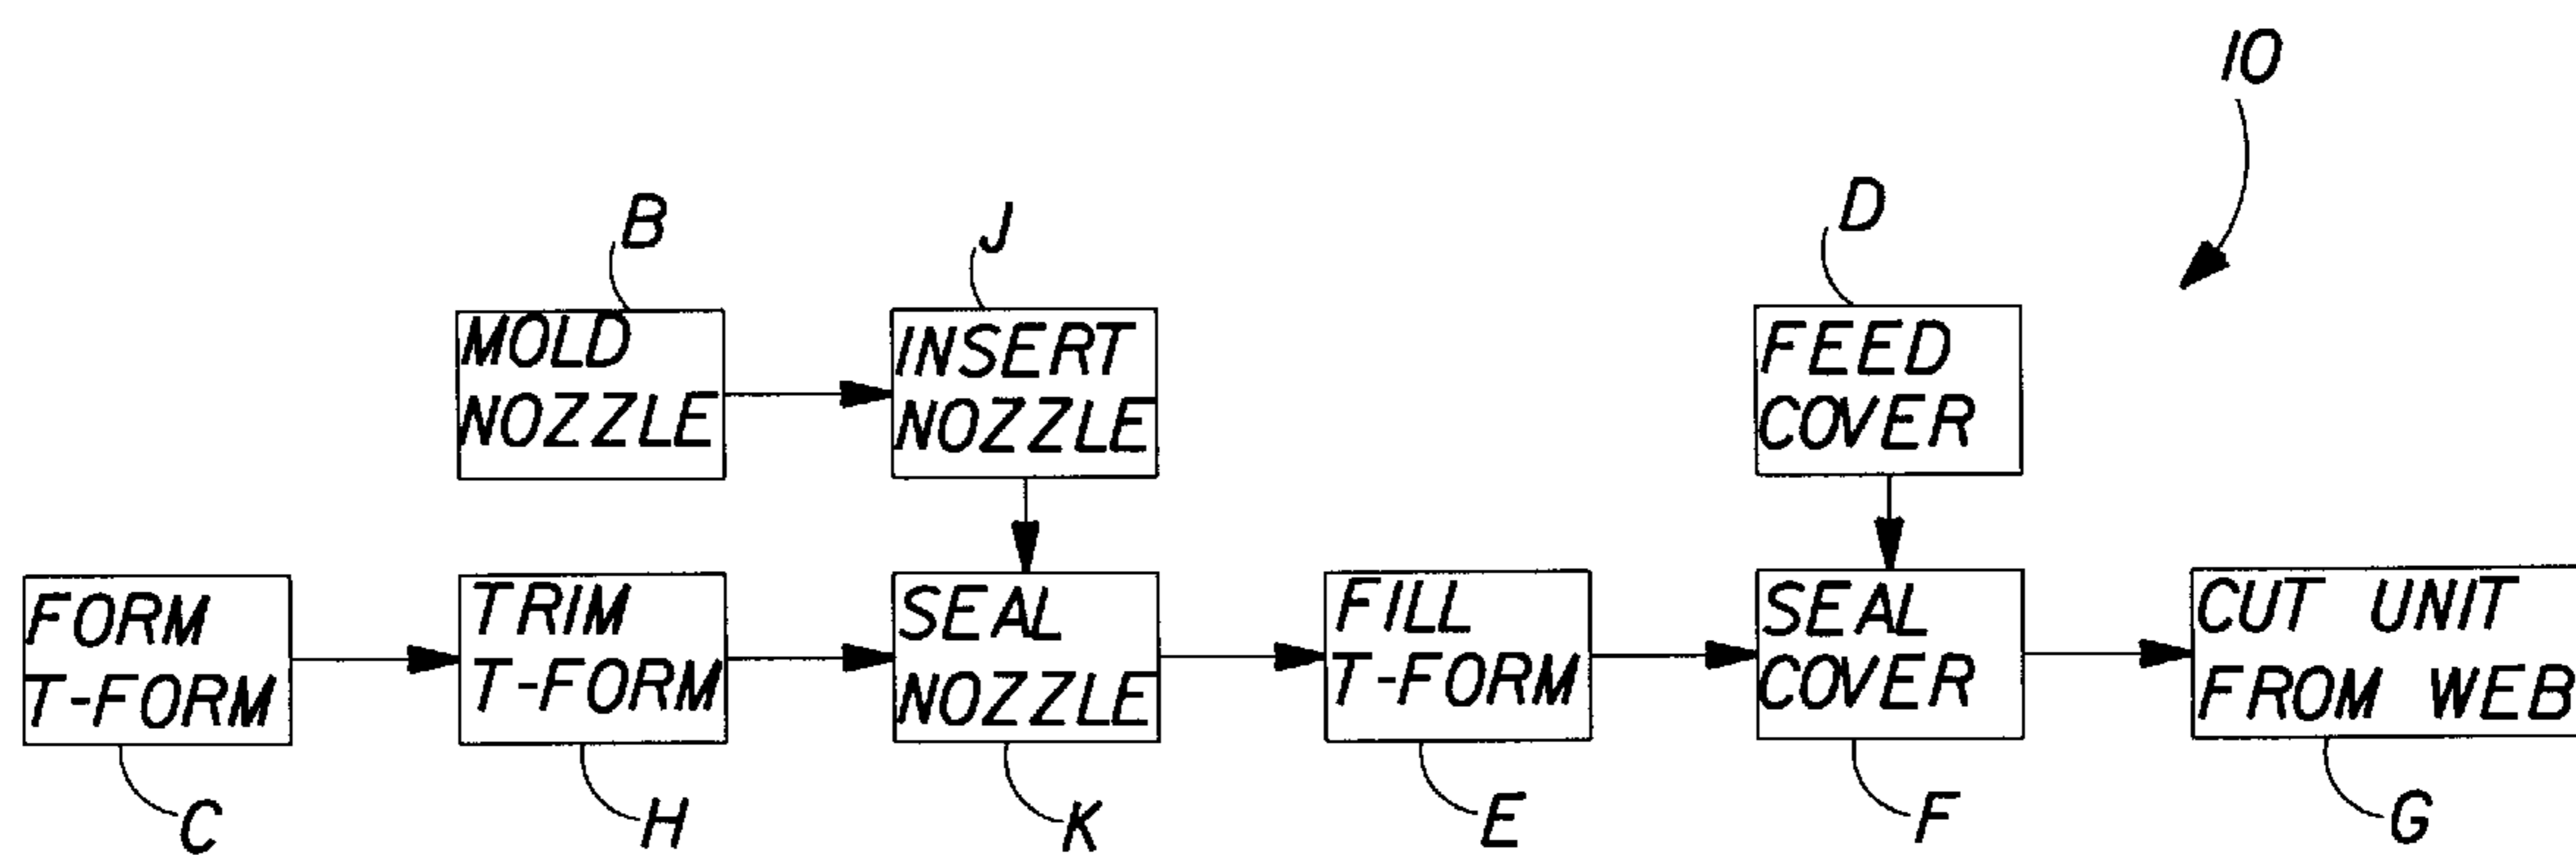 10
B
J
D
MOLD
NOZZLE
INSERT
NOZZLE
FEED
COVER
FORM
T-FORM
TRIM
T-FORM
SEAL
NOZZLE
FILL
T-FORM
SEAL
COVER
CUT UNIT
FROM WEB
C
H
K
E
F
G